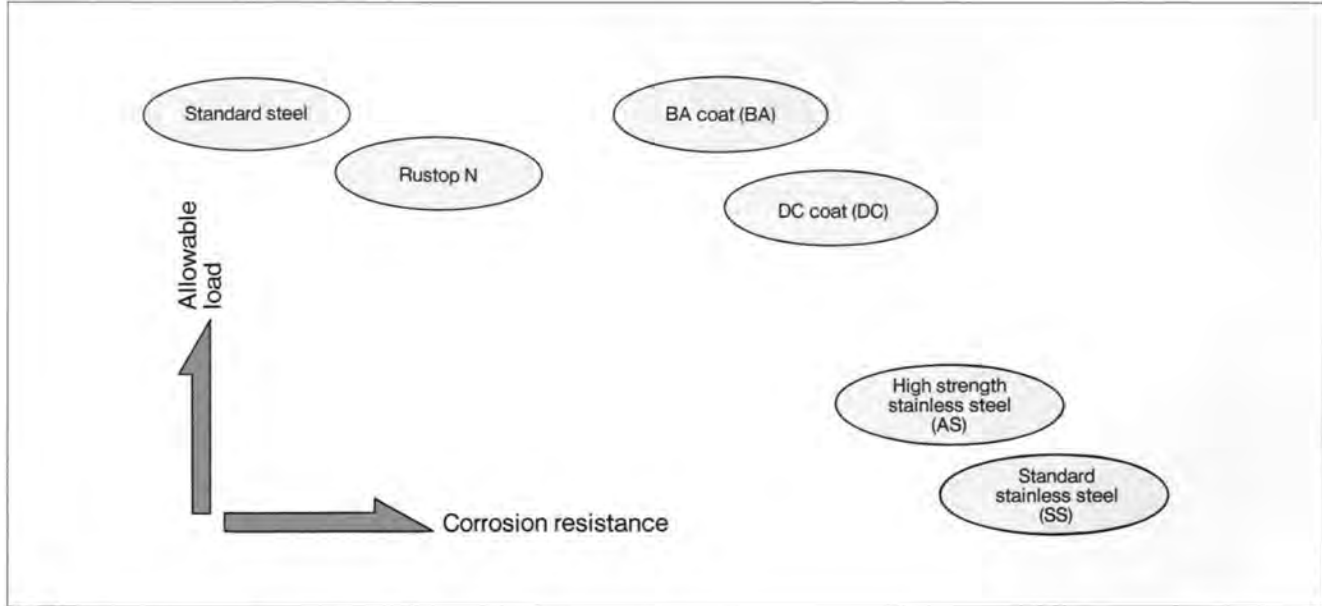 Standard steel
BA coat (BA)
Rustop N
DC coat (DC)
Allowable
load
High strength
stainless steel
(AS)
Standard
stainless steel
(SS)
Corrosion resistance